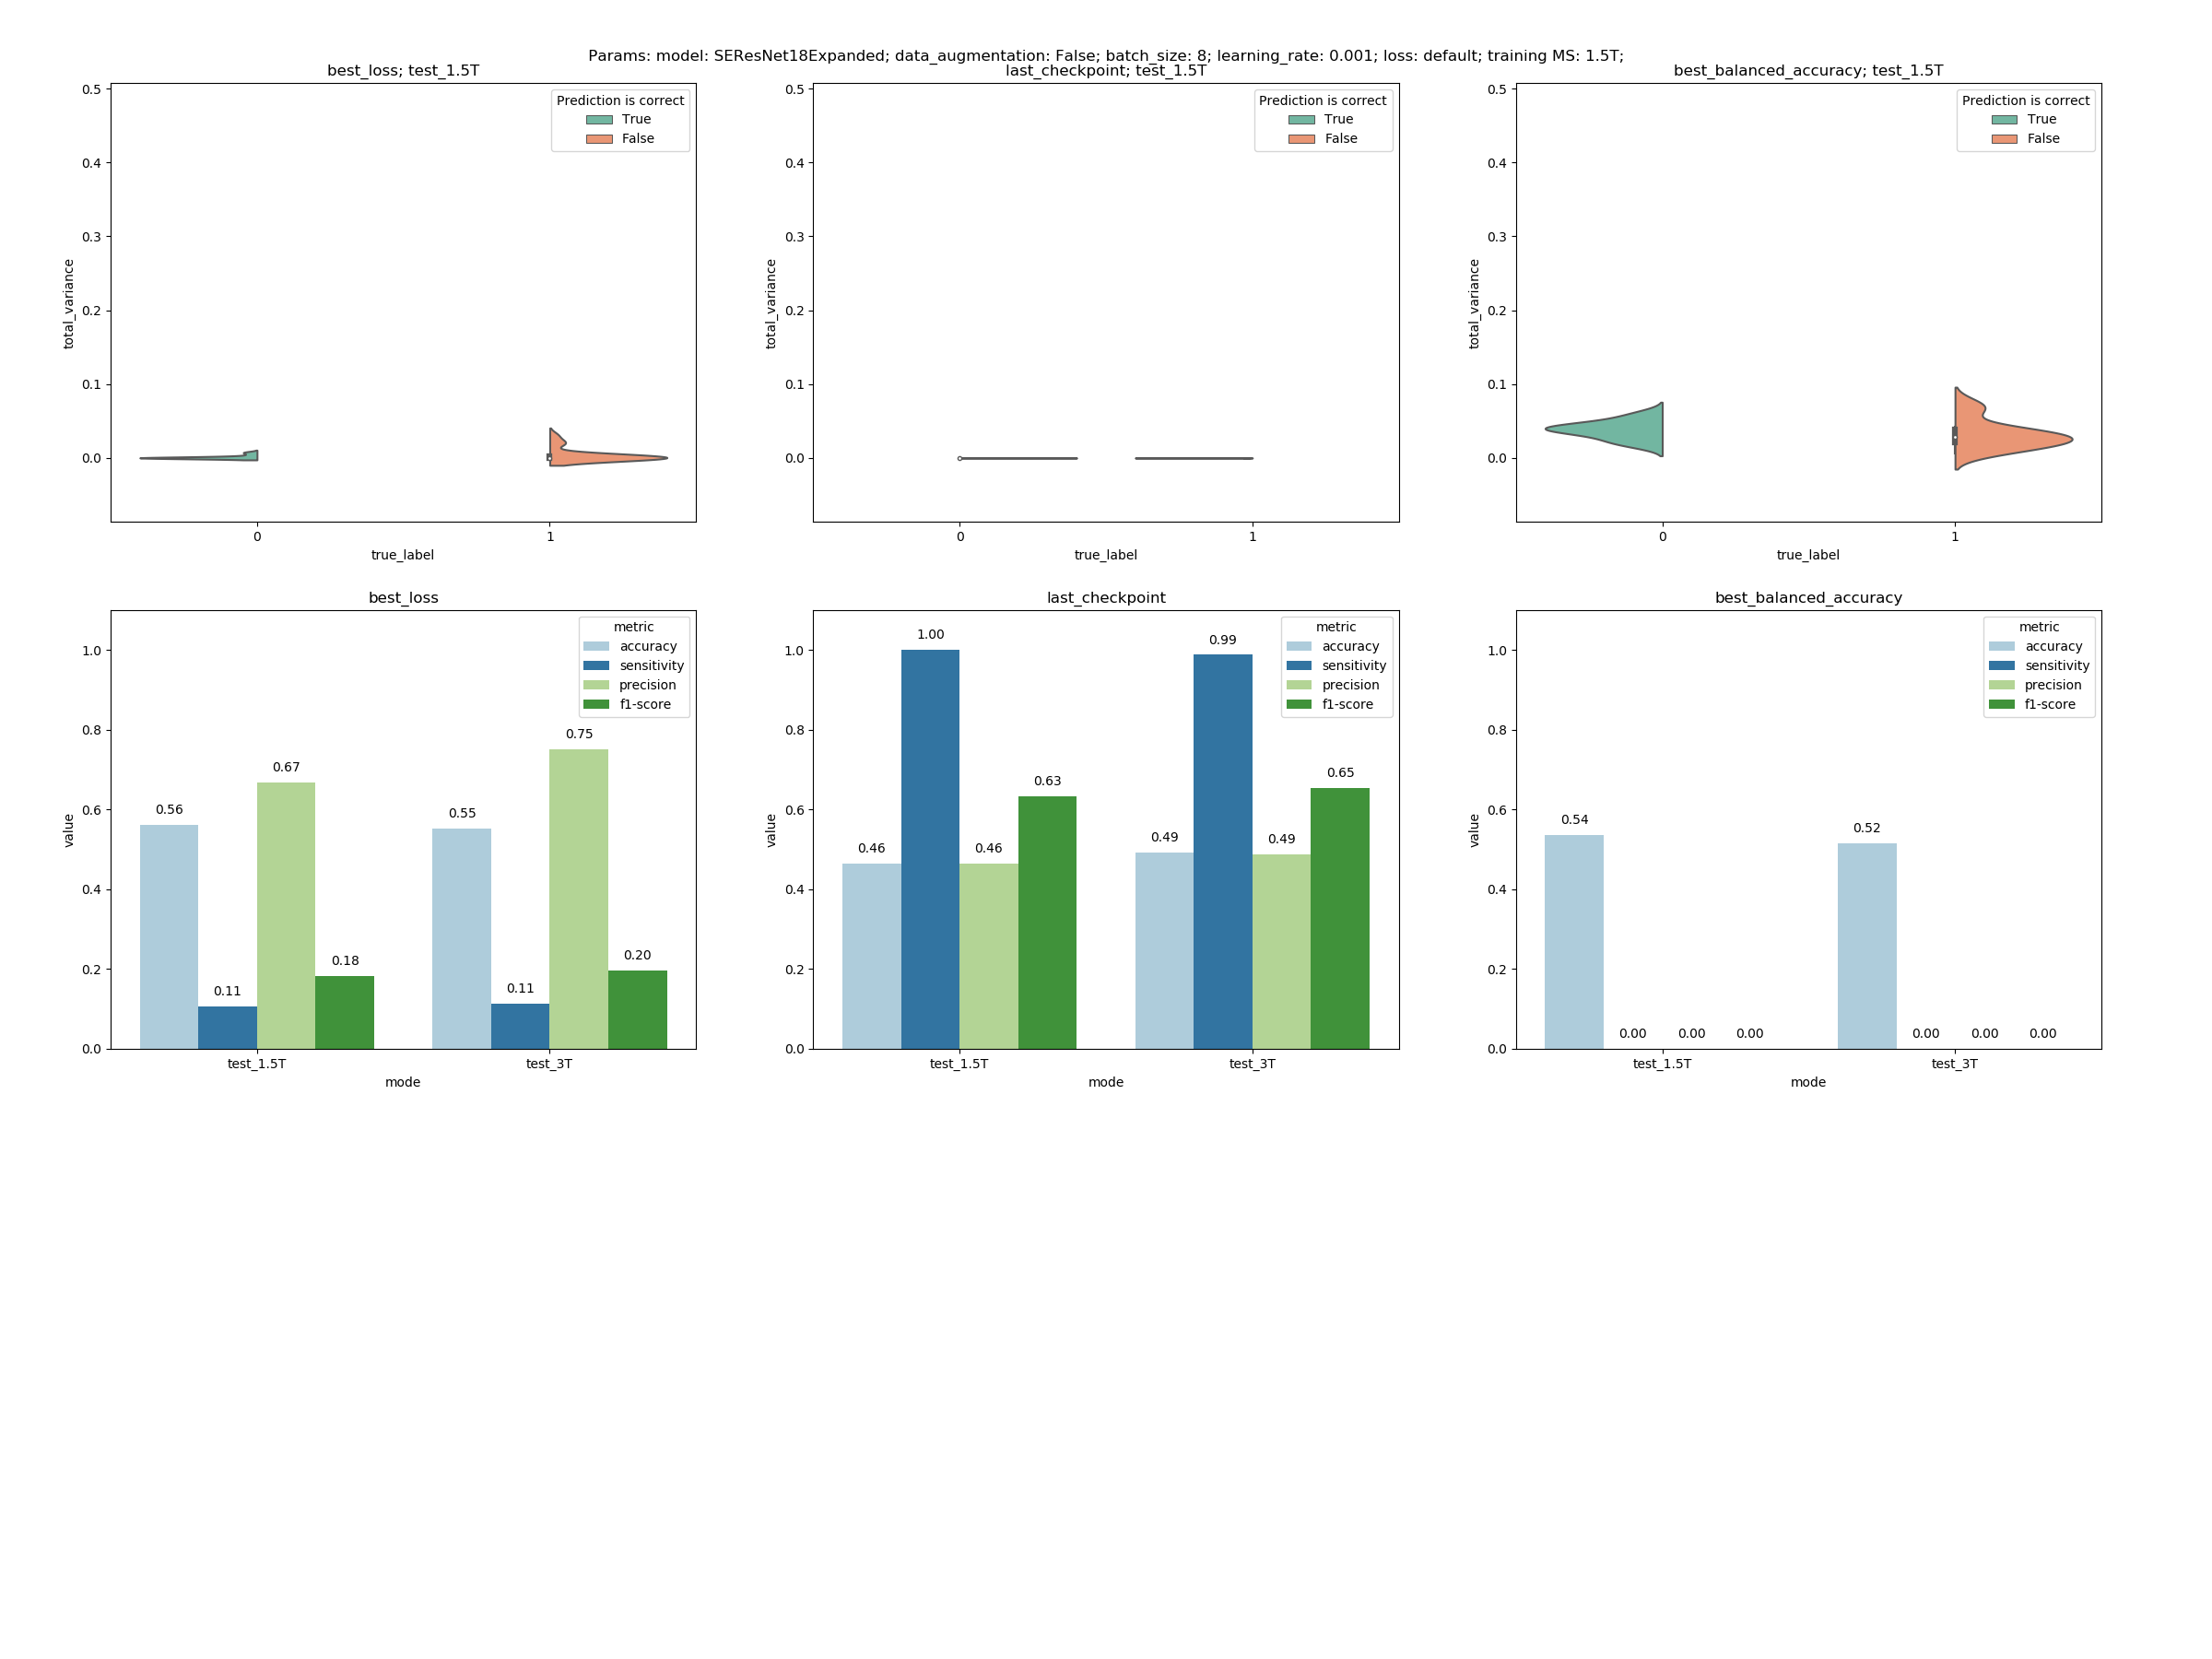 Params: model: SEResNet18Expanded; data_augmentation: False; batch_size: 8; learning_rate: 0.001; loss: default; training MS: 1.5T;
best_loss; test_1.5T
0.5
0.4
0.3
0.2
0.1
0.0
total_variance
Prediction is correct
True
False
0
1
true_label
last_checkpoint; test_1.5T
0.5
0.4
0.3
0.2
0.1
0.0
total_variance
Prediction is correct
True
False
0
1
true_label
best_balanced_accuracy; test_1.5T
0.5
0.4
0.3
0.2
0.1
0.0
total_variance
Prediction is correct
True
False
0
1
true_label
best_loss
1.0
0.8
0.6
0.4
0.2
0.0
value
metric
accuracy
sensitivity
precision
f1-score
0.56
0.11
0.67
0.18
0.55
0.11
0.75
0.20
test_1.5T
test_3T
mode
last_checkpoint
1.0
0.8
0.6
0.4
0.2
0.0
value
metric
accuracy
sensitivity
precision
f1-score
0.46
1.00
0.46
0.63
0.49
0.99
0.49
0.65
test_1.5T
test_3T
mode
best_balanced_accuracy
1.0
0.8
0.6
0.4
0.2
0.0
value
metric
accuracy
sensitivity
precision
f1-score
0.54
0.00
0.00
0.00
0.52
0.00
0.00
0.00
test_1.5T
test_3T
mode